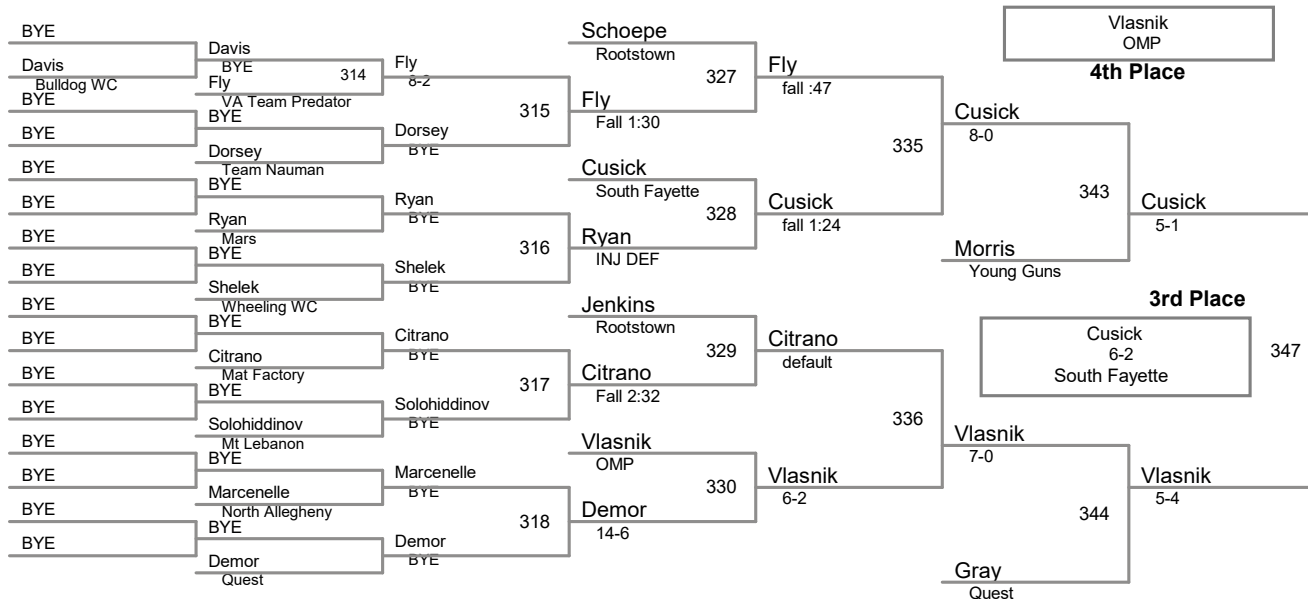 BYE
Davis
Bulldog WC
BYE
BYE
BYE
BYE
BYE
BYE
BYE
BYE
BYE
BYE
BYE
BYE
BYE
BYE
Davis
BYE
314
Fly
VA Team Predator
BYE
Dorsey
Team Nauman
BYE
Ryan
Mars
BYE
Shelek
Wheeling WC
BYE
Citrano
Mat Factory
BYE
Solohiddinov
Mt Lebanon
BYE
Marcenelle
North Allegheny
BYE
Demor
Quest
Fly
8-2
315
Dorsey
BYE
Ryan
BYE
316
Shelek
BYE
Citrano
BYE
317
Solohiddinov
BYE
Marcenelle
BYE
318
Demor
BYE
Schoepe
Rootstown
327
Fly
Fall 1:30
Cusick
South Fayette
328
Ryan
INJ DEF
Jenkins
Rootstown
329
Citrano
Fall 2:32
Vlasnik
OMP
330
Demor
14-6
Fly
fall :47
335
Cusick
fall 1:24
Citrano
default
336
Vlasnik
6-2
Cusick
8-0
343
Morris
Young Guns
Vlasnik
7-0
344
Gray
Quest
Vlasnik
OMP
4th Place
Cusick
5-1
3rd Place
Cusick
6-2
South Fayette
347
Vlasnik
5-4